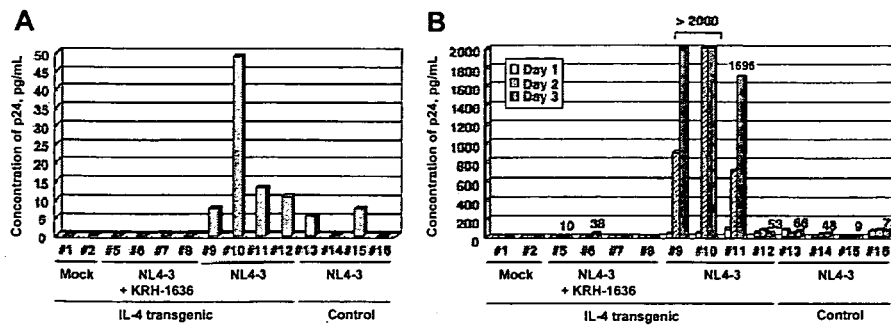 A
Concentration of p24, pg/mL
50
45
40
35
30
25
20
15
10
5
0
#1 #2 #5 #6 #7 #8 #9 #10 #11 #12 #13 #14 #15 #16
Mock NL4-3 NL4-3 NL4-3
+ KRH-1636
IL-4 transgenic Control
B
> 2000
Concentration of p24, pg/mL
2000
1800
1600
1400
1200
1000
800
600
400
200
0
Day 1
Day 2
Day 3
1696
10 38 53 66 48 9
#1 #2 #5 #6 #7 #8 #9 #10 #11 #12 #13 #14 #15 #16
Mock NL4-3 NL4-3 NL4-3
+ KRH-1636
IL-4 transgenic Control